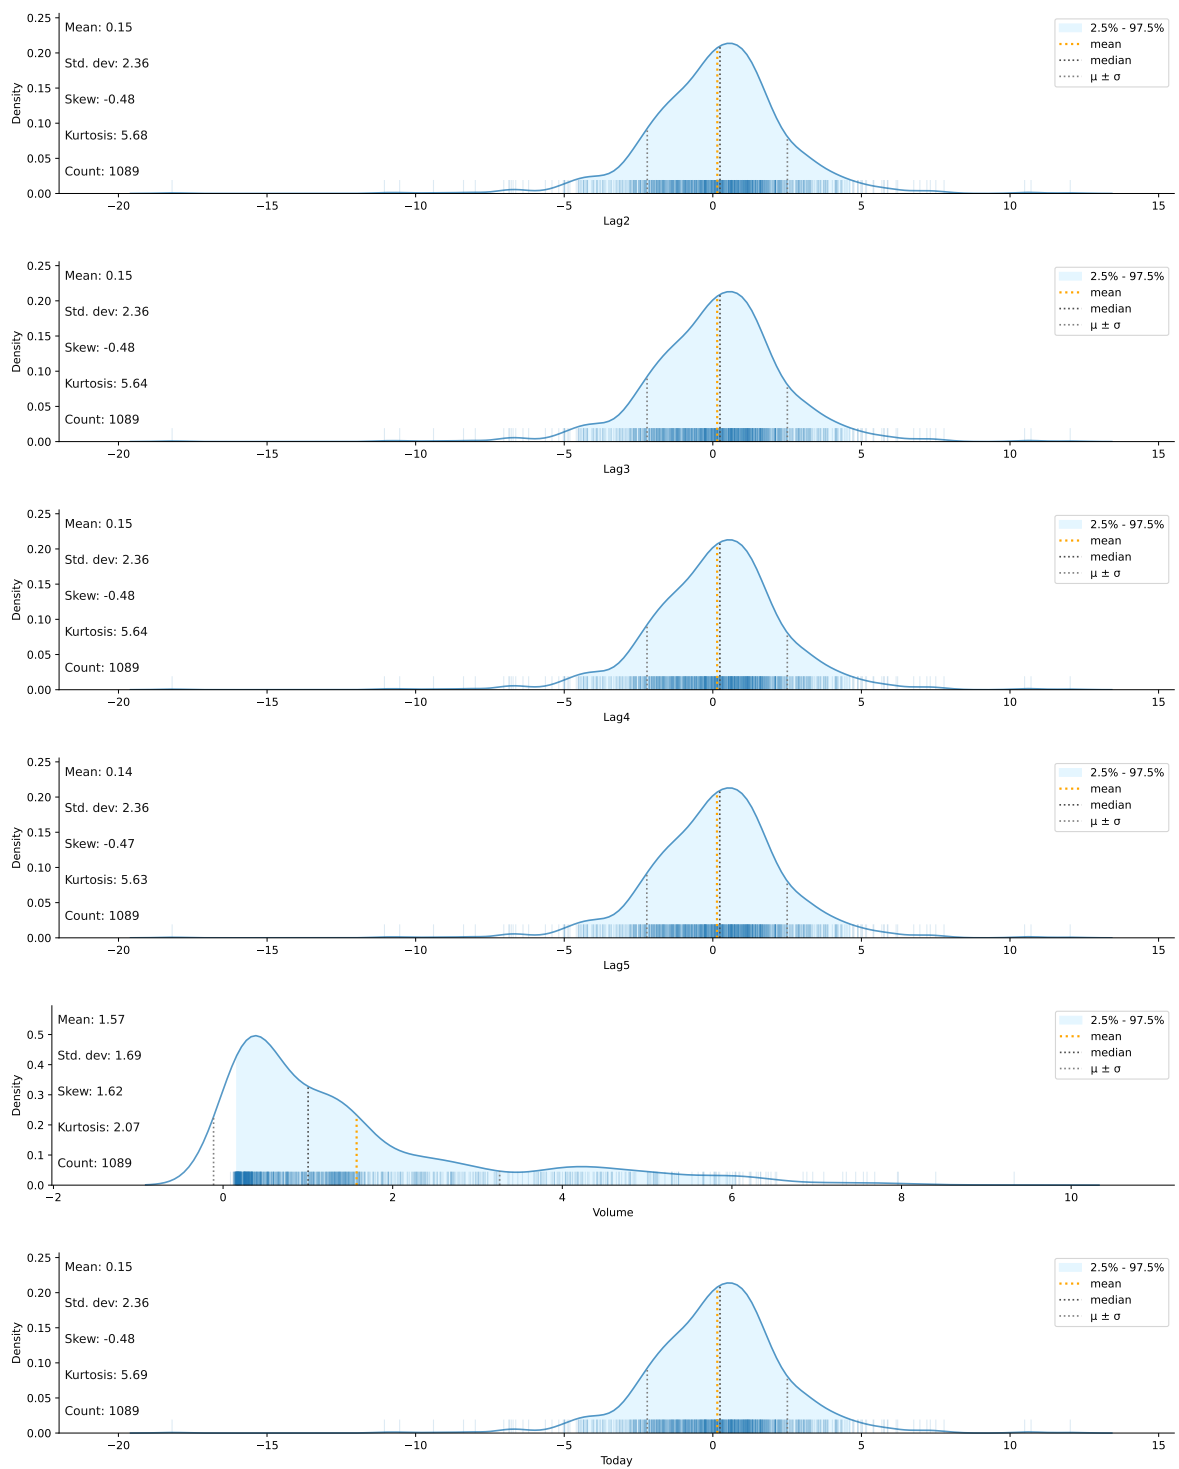 0.25
Mean: 0.15
2.5% - 97.5%
mean
0.20
Std. dev: 2.36
median
μ ± σ
0.15
Skew: -0.48
Density
0.10
Kurtosis: 5.68
0.05
Count: 1089
0.00
−20 −15 −10 −5 0 5 10 15
Lag2
0.25
Mean: 0.15
2.5% - 97.5%
mean
0.20
Std. dev: 2.36
median
μ ± σ
0.15
Skew: -0.48
Density
0.10
Kurtosis: 5.64
0.05
Count: 1089
0.00
−20 −15 −10 −5 0 5 10 15
Lag3
0.25
Mean: 0.15
2.5% - 97.5%
mean
0.20
Std. dev: 2.36
median
μ ± σ
0.15
Skew: -0.48
Density
0.10
Kurtosis: 5.64
0.05
Count: 1089
0.00
−20 −15 −10 −5 0 5 10 15
Lag4
0.25
Mean: 0.14
2.5% - 97.5%
mean
0.20
Std. dev: 2.36
median
μ ± σ
0.15
Skew: -0.47
Density
0.10
Kurtosis: 5.63
0.05
Count: 1089
0.00
−20 −15 −10 −5 0 5 10 15
Lag5
Mean: 1.57
2.5% - 97.5%
mean
0.5
Std. dev: 1.69
median
μ ± σ
0.4
Skew: 1.62
0.3
Density
0.2
Kurtosis: 2.07
0.1
Count: 1089
0.0
−2 0 2 4 6 8 10
Volume
0.25
Mean: 0.15
2.5% - 97.5%
mean
0.20
Std. dev: 2.36
median
μ ± σ
0.15
Skew: -0.48
Density
0.10
Kurtosis: 5.69
0.05
Count: 1089
0.00
−20 −15 −10 −5 0 5 10 15
Today